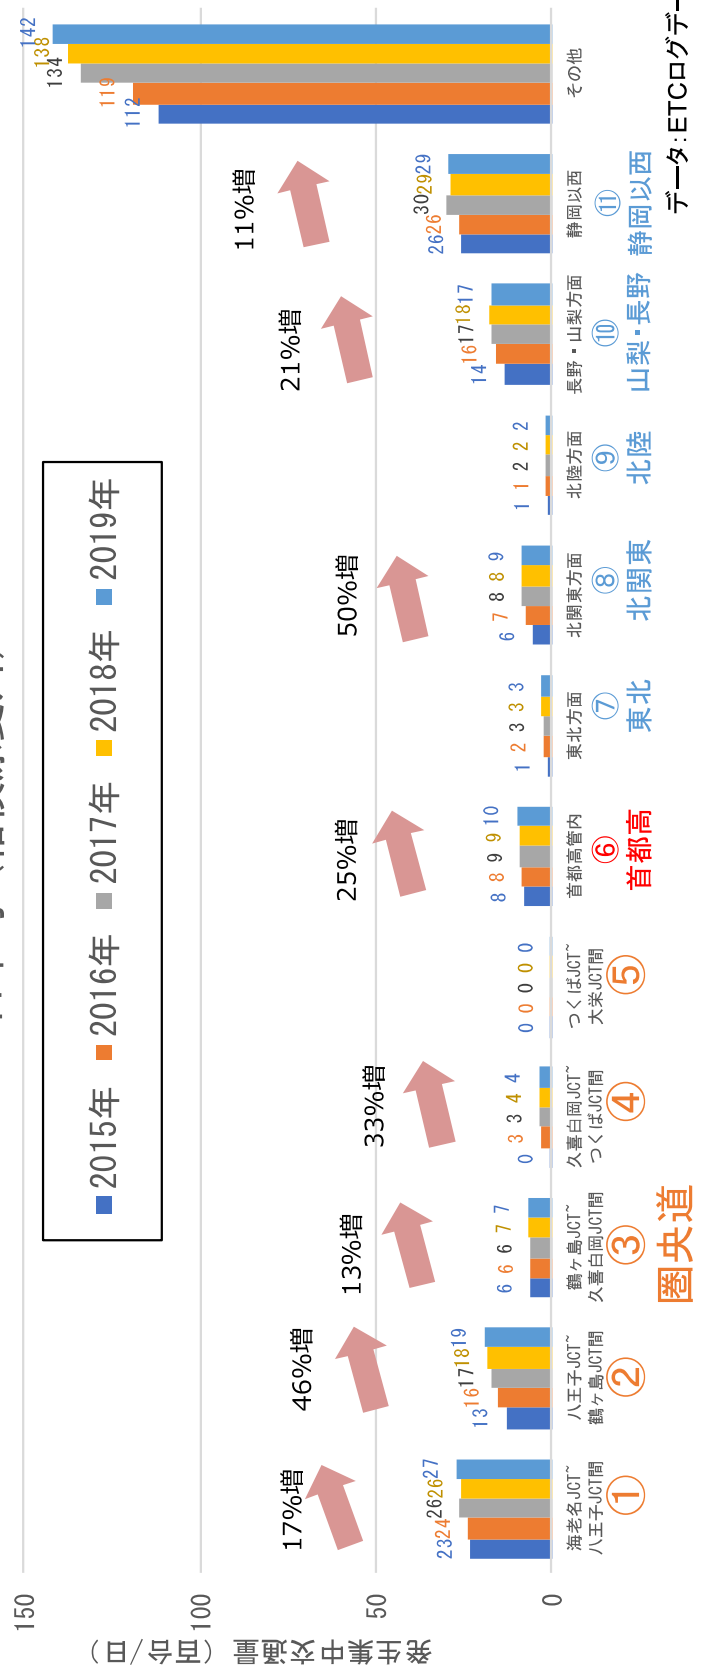 発生集中交通量（百台/日）
150
100
50
0
2015年 2016年 2017年 2018年 2019年
17%増
46%増
13%増
33%増
25%増
50%増
21%増
11%増
23 24 26 26 27
13 16 17 18 19
6 6 6 7 7
0 3 3 4 4
0 0 0 0 0
8 8 9 9 10
1 2 3 3 3
6 7 8 8 9
1 1 2 2 2
14 16 17 18 17
26 26 30 29 29
112 119 134 138 142
海老名JCT~
八王子JCT間
八王子JCT~
鶴ヶ島JCT間
鶴ヶ島JCT~
久喜白岡JCT間
久喜白岡JCT~
つくばJCT間
つくばJCT~
大栄JCT間
首都高管内
東北方面
北関東方面
北陸方面
長野・山梨方面
静岡以西
その他
① ② ③ ④ ⑤
圏央道
⑥
首都高
⑦
東北
⑧
北関東
⑨
北陸
⑩
山梨・長野
⑪
静岡以西
データ：ETCログデー